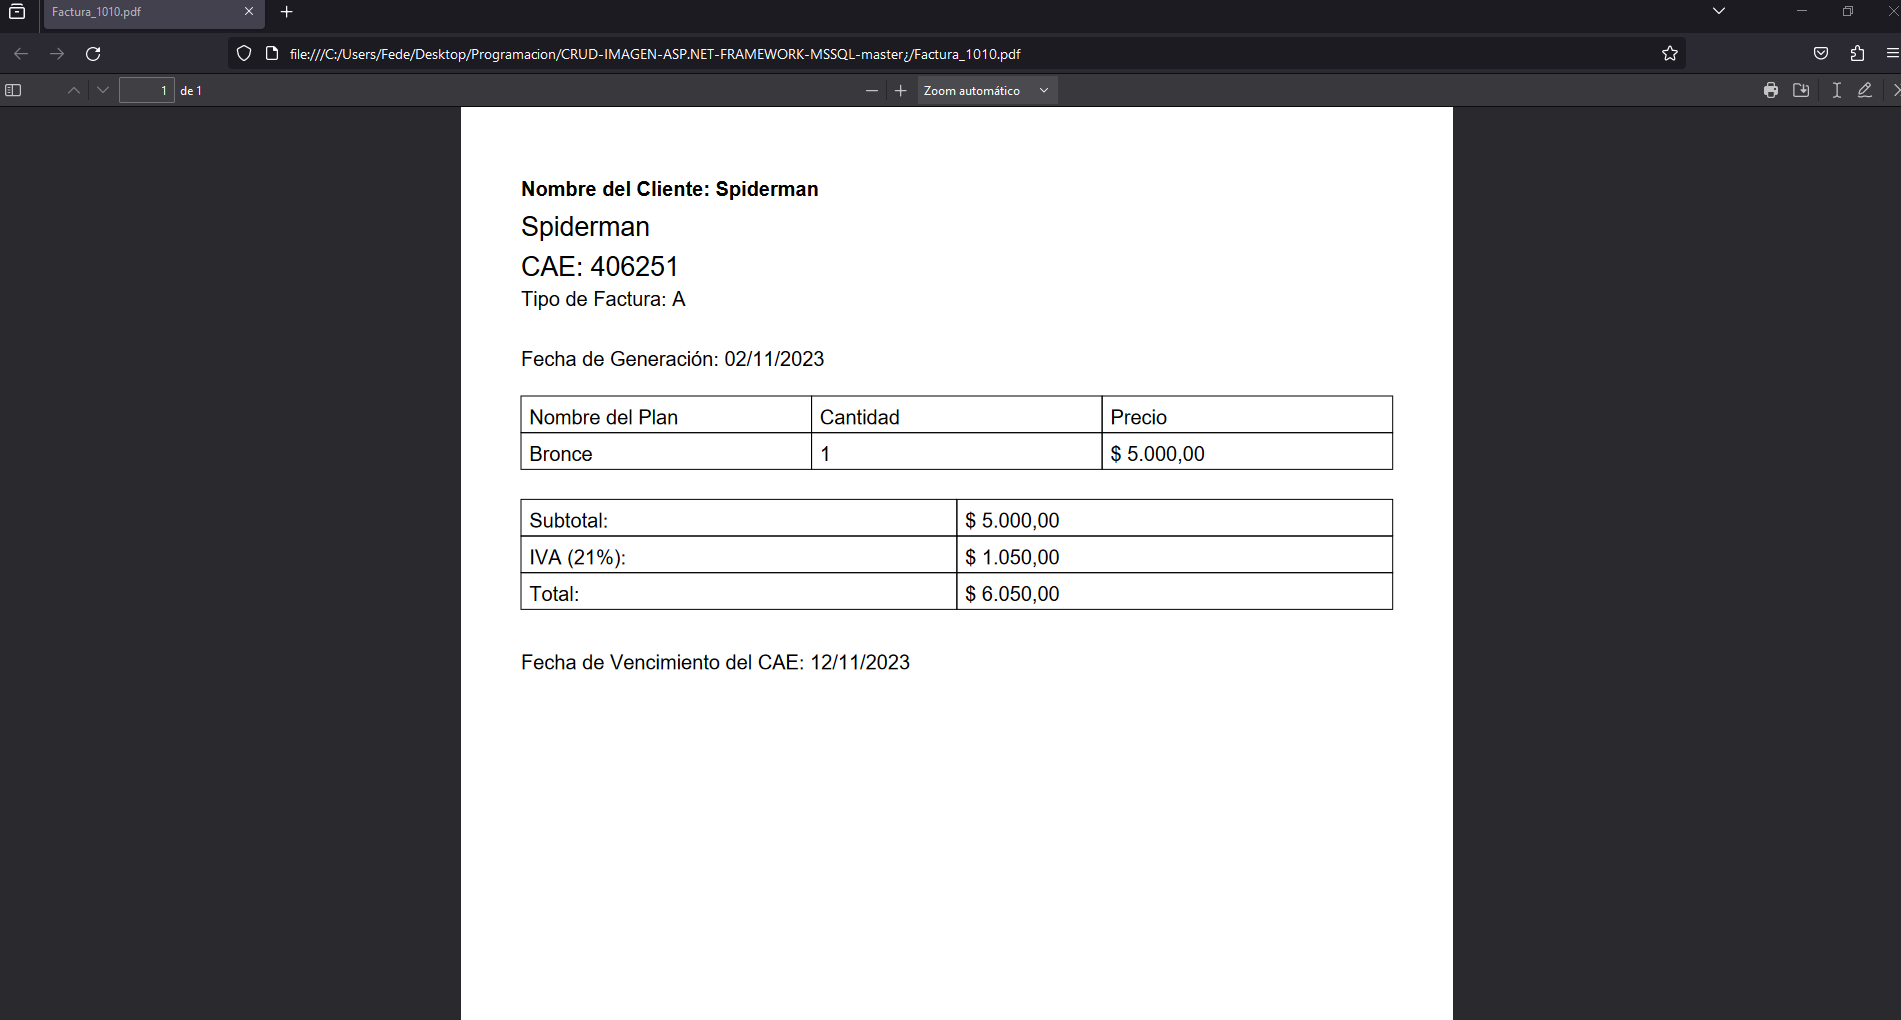 Factura_1010.pdf
file:///C:/Users/Fede/Desktop/Programacion/CRUD-IMAGEN-ASP.NET-FRAMEWORK-MSSQL-master¿/Factura_1010.pdf
1 de 1 Zoom automático
Nombre del Cliente: Spiderman
Spiderman
CAE: 406251
Tipo de Factura: A
Fecha de Generación: 02/11/2023
Nombre del Plan Cantidad Precio
Bronce 1 $ 5.000,00
Subtotal: $ 5.000,00
IVA (21%): $ 1.050,00
Total: $ 6.050,00
Fecha de Vencimiento del CAE: 12/11/2023